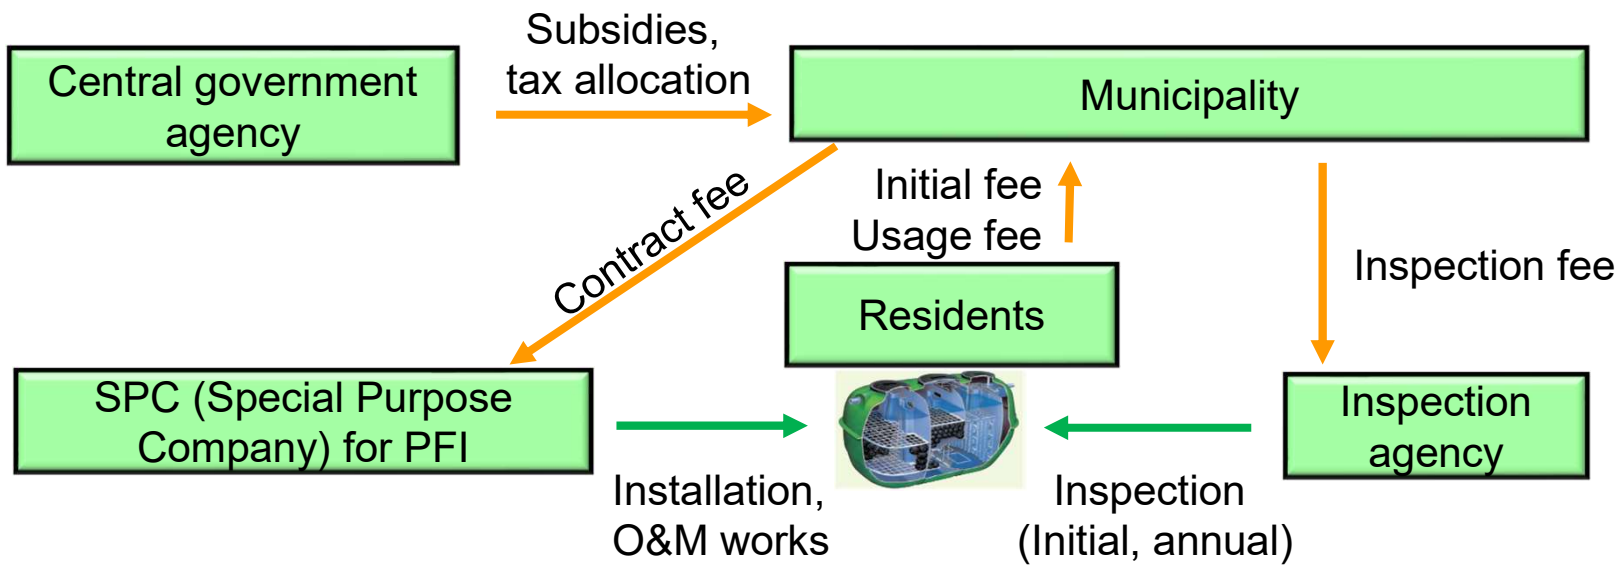 Subsidies,
tax allocation
Central government
agency
Municipality
Contract fee
Initial fee
Usage fee
Inspection fee
Residents
SPC (Special Purpose
Company) for PFI
Inspection
agency
Installation,
O&M works
Inspection
(Initial, annual)